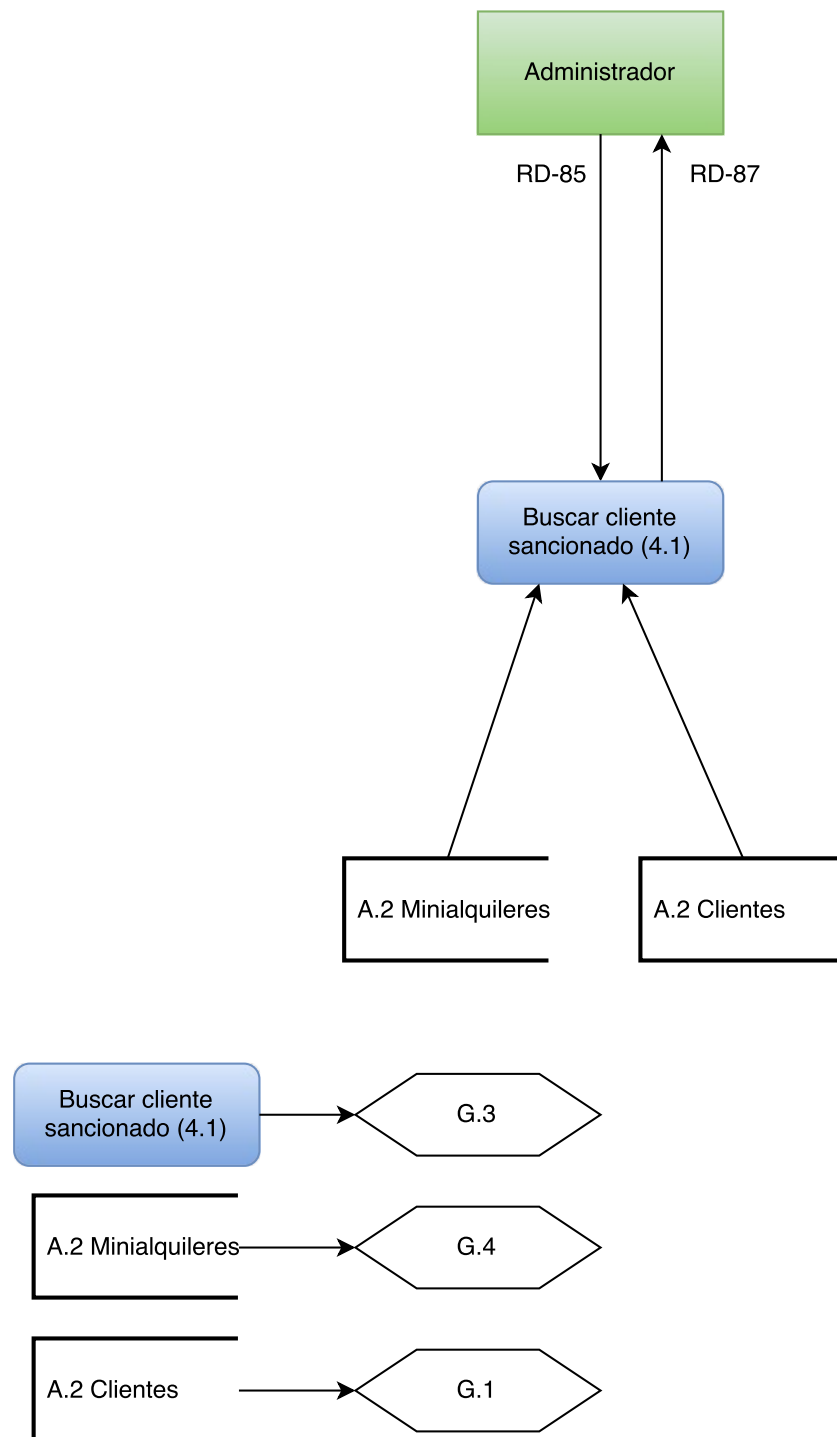 Administrador
RD-85
RD-87
Buscar cliente
sancionado (4.1)
A.2 Minialquileres
A.2 Clientes
Buscar cliente
sancionado (4.1)
G.3
A.2 Minialquileres
G.4
A.2 Clientes
G.1